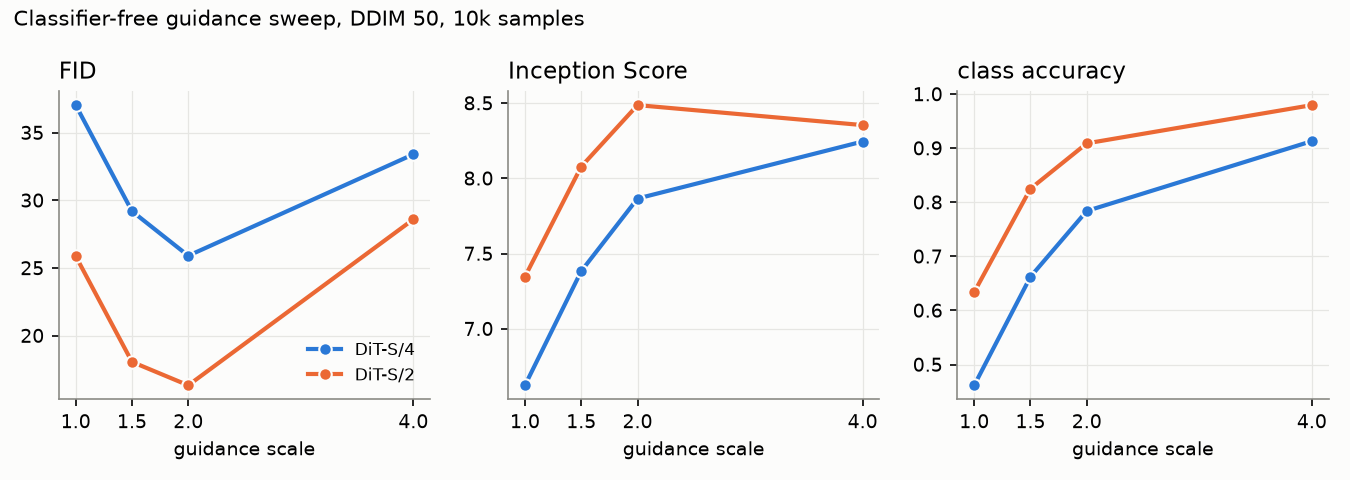 Classifier-free guidance sweep, DDIM 50, 10k samples
FID
35
30
25
20
1.0 1.5 2.0 4.0
guidance scale
DiT-S/4
DiT-S/2
Inception Score
8.5
8.0
7.5
7.0
1.0 1.5 2.0 4.0
guidance scale
class accuracy
1.0
0.9
0.8
0.7
0.6
0.5
1.0 1.5 2.0 4.0
guidance scale